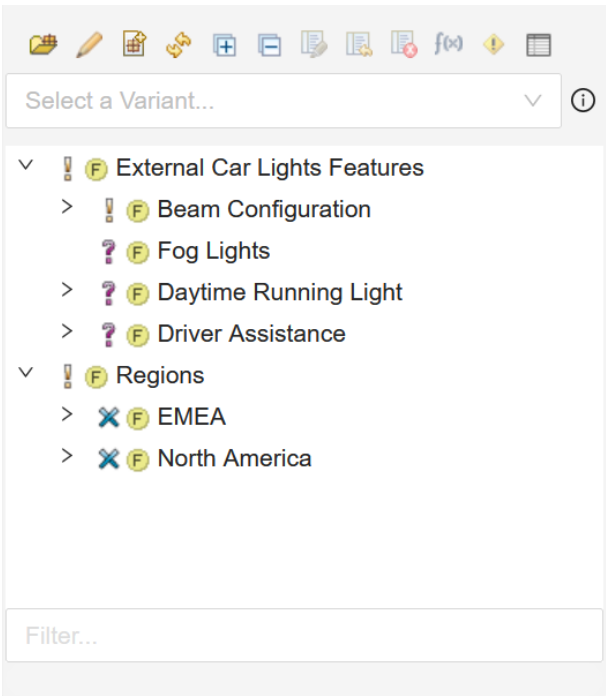 f(x)
Select a Variant...
F External Car Lights Features
F Beam Configuration
F Fog Lights
F Daytime Running Light
F Driver Assistance
F Regions
F EMEA
F North America
Filter...